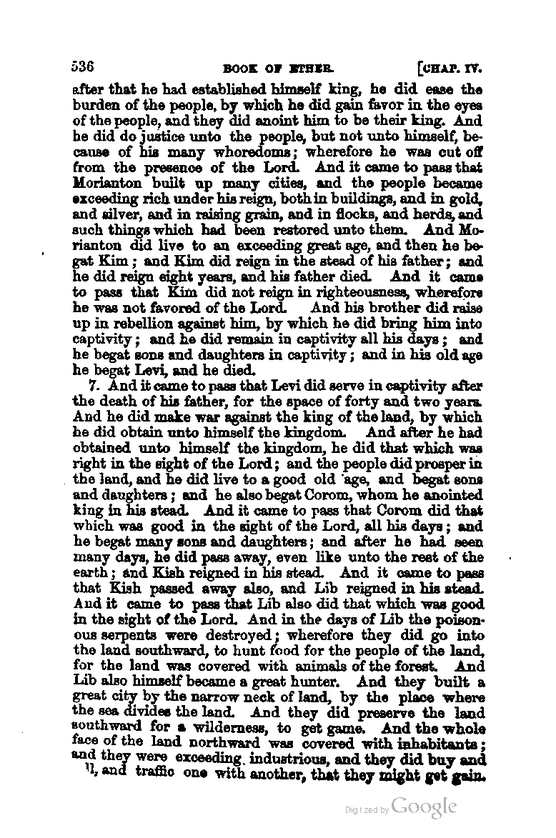 536 BOOK OF ETHER. [CHAP. IV.
after that he had established himself king, he did ease the
burden of the people, by which he did gain favor in the eyes
of the people, and they did anoint him to be their king. And
he did do justice unto the people, but not unto himself, be-
cause of his many whoredoms; wherefore he was cut off
from the presence of the Lord. And it came to pass that
Morianton built up many cities, and the people became
exceeding rich under his reign, both in buildings, and in gold,
and silver, and in raising grain, and in flocks, and herds, and
such things which had been restored unto them. And Mo-
rianton did live to an exceeding great age, and then he be-
gat Kim; and Kim did reign in the stead of his father; and
he did reign eight years, and his father died. And it came
to pass that Kim did not reign in righteousness, wherefore
he was not favored of the Lord. And his brother did raise
up in rebellion against him, by which he did bring him into
captivity; and he did remain in captivity all his days; and
he begat sons and daughters in captivity; and in his old age
he begat Levi, and he died.
7. And it came to pass that Levi did serve in captivity after
the death of his father, for the space of forty and two years.
And he did make war against the king of the land, by which
he did obtain unto himself the kingdom. And after he had
obtained unto himself the kingdom, he did that which was
right in the sight of the Lord; and the people did prosper in
the land, and he did live to a good old age, and begat sons
and daughters; and he also begat Corom, whom he anointed
king in his stead. And it came to pass that Corom did that
which was good in the sight of the Lord, all his days; and
he begat many sons and daughters; and after he had seen
many days, he did pass away, even like unto the rest of the
earth; and Kish reigned in his stead. And it came to pass
that Kish passed away also, and Lib reigned in his stead.
And it came to pass that Lib also did that which was good
in the sight of the Lord. And in the days of Lib the poison-
ous serpents were destroyed; wherefore they did go into
the land southward, to hunt food for the people of the land,
for the land was covered with animals of the forest. And
Lib also himself became a great hunter. And they built a
great city by the narrow neck of land, by the place where
the sea divides the land. And they did preserve the land
southward for a wilderness, to get game. And the whole
face of the land northward was covered with inhabitants;
and they were exceeding industrious, and they did buy and
ll, and traffic one with another, that they might get gain.
Digitized by Google